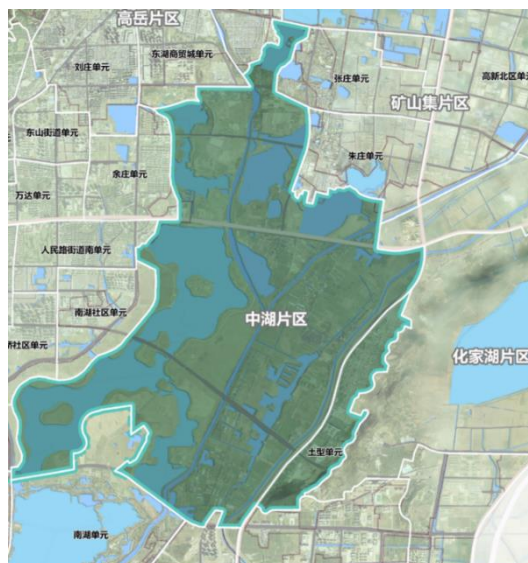 高岳片区
东湖商贸城单元
刘庄单元
张庄单元
高新北区单
矿山集片区
东山街道单元
朱庄单元
余庄单元
万达单元
人民路街道南单元
南湖社区单元
中湖片区
桥社区单元
化家湖片区
土型单元
南湖单元